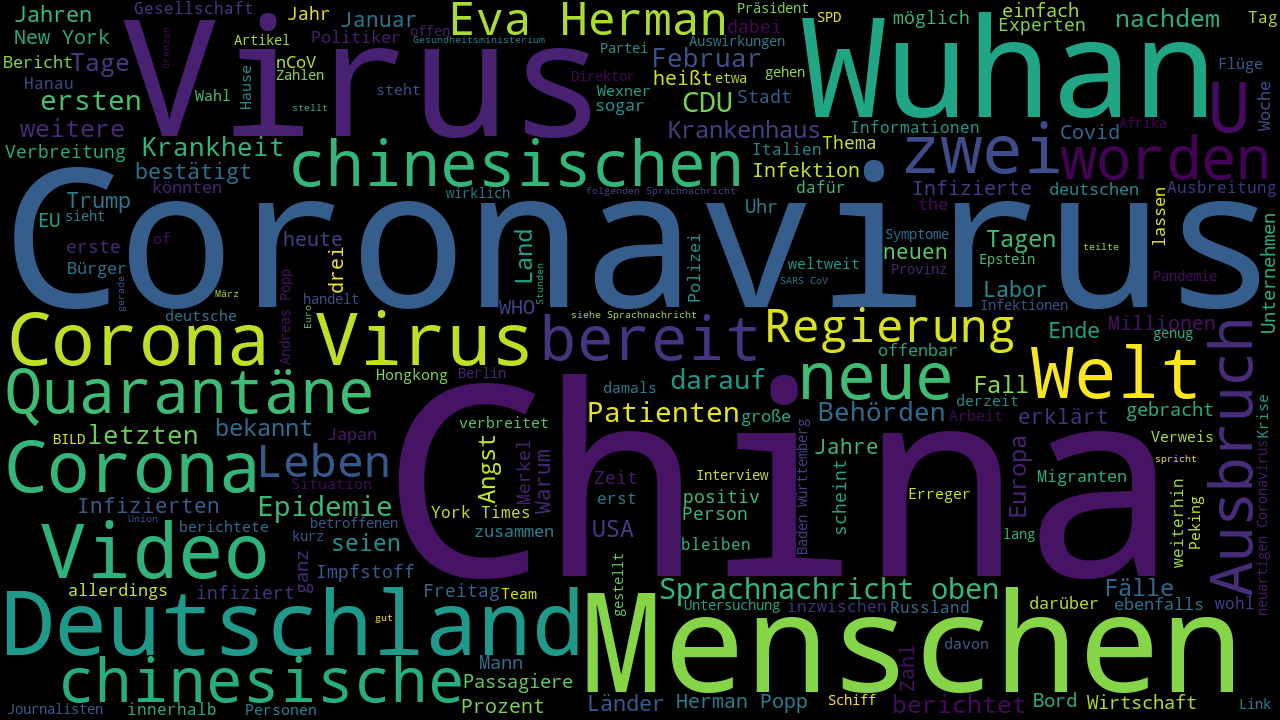 Gesellschaft
Jahren
New York
Bericht
Tage
Hanau
ersten
weitere
Verbreitung
Virus
Grenzen
Artikel
Jahr
Januar
Politiker
offen
Gesundheitsministerium
nCoV
Zahlen
Wahl
Hause
steht
stellt
Krankheit
bestätigt
Eva Herman
Präsident
dabei
SPD
Partei
Auswirkungen
Februar
heißt
etwa
gehen
Direktor
Wexner
sogar
CDU
Stadt
Krankenhaus
möglich
einfach
Experten
nachdem
Tag
Wuhan
Flüge
U
Woche
Informationen
Italien
Thema
Infektion
dafür
zwei
Covid
Afrika
worden
chinesischen
wirklich
folgenden Sprachnachricht
Infizierte
deutschen
Ausbreitung
könnten
Trump
EU
sieht
erste
of
Bürger
gerade
deutsche
März
Coronavirus
heute
drei
handelt
Euro
Andreas Popp
Land
Stunden
WHO
siehe Sprachnachricht
Polizei
Uhr
weltweit
SARS CoV
the
Symptome
neuen
Provinz
Tagen
Epstein
Labor
Infektionen
teilte
lassen
Pandemie
Unternehmen
Corona Virus
bereit
Regierung
offenbar
Ende
Millionen
genug
Quarantäne
Hongkong
Berlin
damals
darauf
neue
Fall
derzeit
Welt
Ausbruch
Krise
BILD
letzten
bekannt
Japan
verbreitet
Patienten
große
Behörden
Arbeit
erklärt
gebracht
Corona
Leben
Situation
Angst
Merkel
Warum
China
Zeit
erst
Interview
Jahre
positiv
Person
Baden Württemberg
scheint
Erreger
Europa
Migranten
Verweis
spricht
weiterhin
Peking
neuartigen Coronavirus
Infizierten
Epidemie
Union
berichtete
betroffenen
York Times
zusammen
USA
bleiben
lang
Video
kurz
seien
ganz
Impfstoff
allerdings
infiziert
Freitag
Team
gestellt
Sprachnachricht oben
Untersuchung
inzwischen
Russland
Fälle
darüber
ebenfalls
wohl
Deutschland
gut
Menschen
davon
chinesische
Mann
Passagiere
Prozent
Länder
Herman Popp
Schiff
Zahl
berichtet
Bord
Wirtschaft
Link
Journalisten
innerhalb
Personen